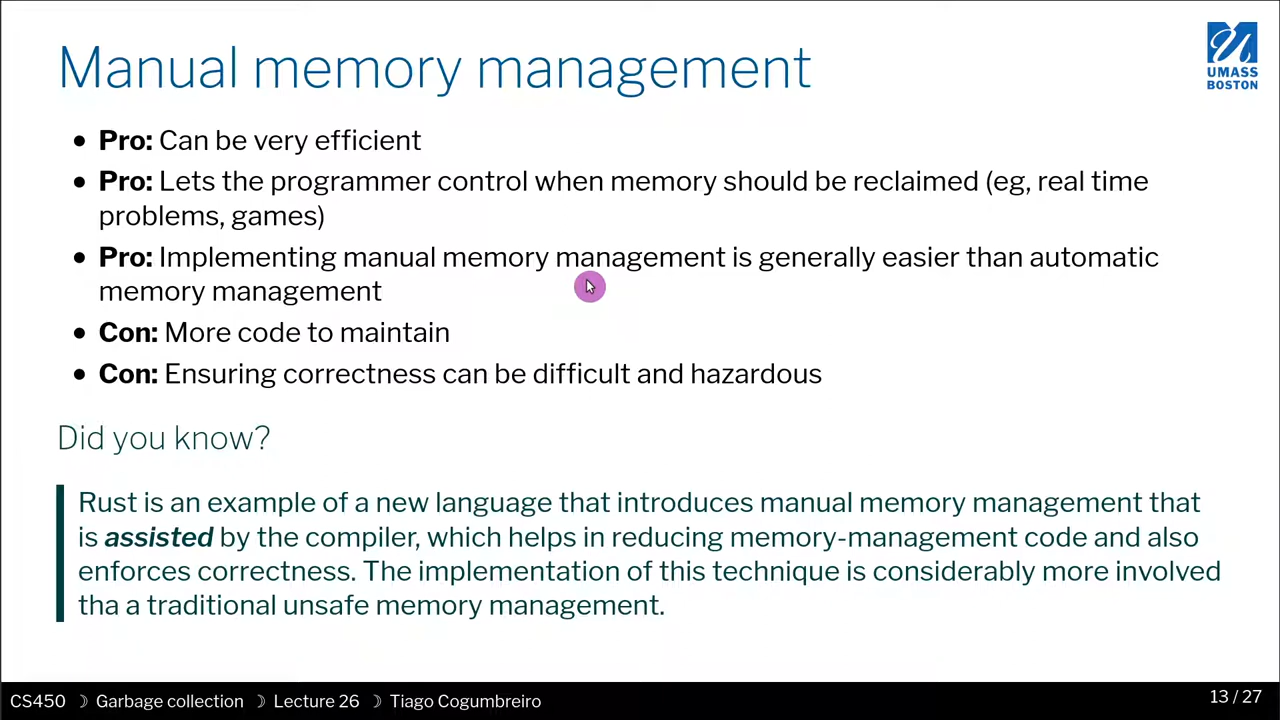 Manual memory management
UMASS
BOSTON
• Pro: Can be very efficient
• Pro: Lets the programmer control when memory should be reclaimed (eg, real time
problems, games)
• Pro: Implementing manual memory management is generally easier than automatic
memory management
• Con: More code to maintain
• Con: Ensuring correctness can be difficult and hazardous
Did you know?
Rust is an example of a new language that introduces manual memory management that
is assisted by the compiler, which helps in reducing memory-management code and also
enforces correctness. The implementation of this technique is considerably more involved
tha a traditional unsafe memory management.
CS450 ☽ Garbage collection ☽ Lecture 26 ☽ Tiago Cogumbreiro
13 / 27